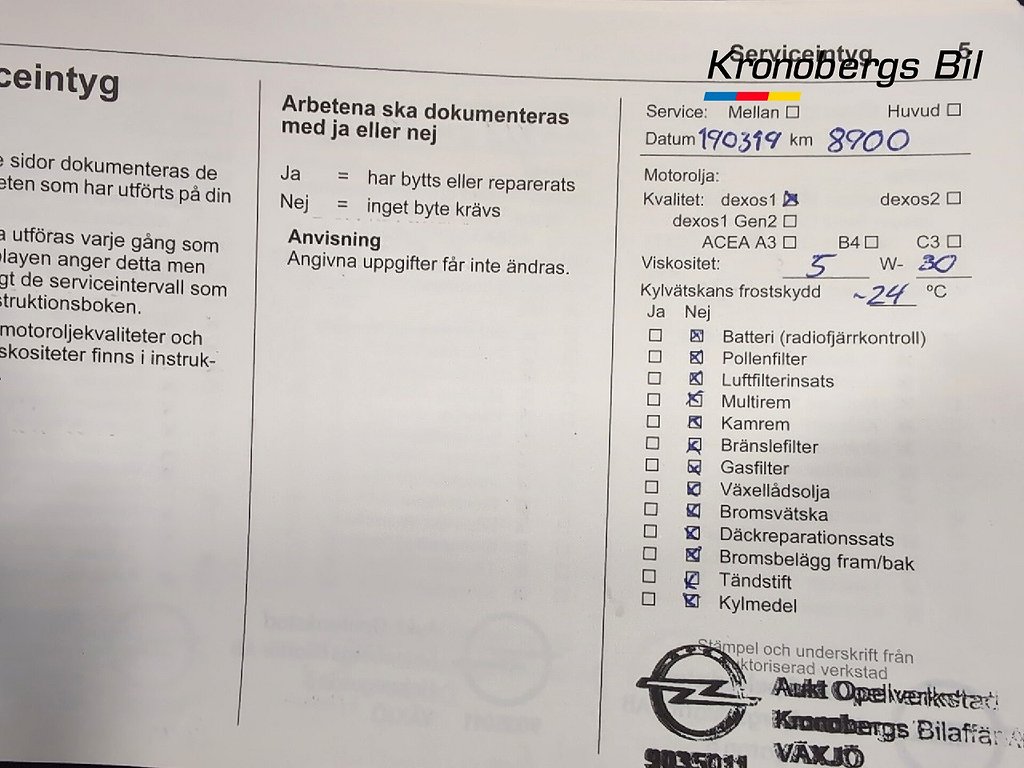 Serviceintyg 5
Kronobergs Bil
ceintyg
e sidor dokumenteras de
eten som har utförts på din
a utföras varje gång som
playen anger detta men
gt de serviceintervall som
struktionsboken.
motoroljekvaliteter och
skositeter finns i instruk-
Arbetena ska dokumenteras
med ja eller nej
Ja = har bytts eller reparerats
Nej = inget byte krävs
Anvisning
Angivna uppgifter får inte ändras.
Service: Mellan ☐ Huvud ☐
Datum 190319 km 8900
Motorolja:
Kvalitet: dexos1 ☒ dexos2 ☐
dexos1 Gen2 ☐
ACEA A3 ☐ B4 ☐ C3 ☐
Viskositet: 5 W- 30
Kylvätskans frostskydd ~24 ºC
Ja Nej
☐ ☒ Batteri (radiofjärrkontroll)
☐ ☒ Pollenfilter
☐ ☒ Luftfilterinsats
☐ ☒ Multirem
☐ ☒ Kamrem
☐ ☒ Bränslefilter
☐ ☒ Gasfilter
☐ ☒ Växellådsolja
☐ ☒ Bromsvätska
☐ ☒ Däckreparationssats
☐ ☒ Bromsbelägg fram/bak
☐ ☒ Tändstift
☐ ☒ Kylmedel
Stämpel och underskrift från
ktoriserad verkstad
Aukt Opelverkstad
Kronobergs Bilaffär A
VÄXJÖ
9035011